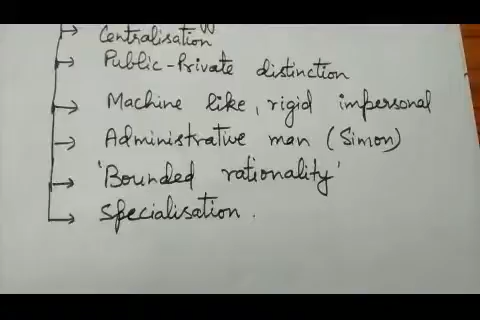 Centralisation
→ Public-Private distinction
→ Machine like, rigid impersonal
→ Administrative man (Simon)
→ 'Bounded rationality'
→ Specialisation.